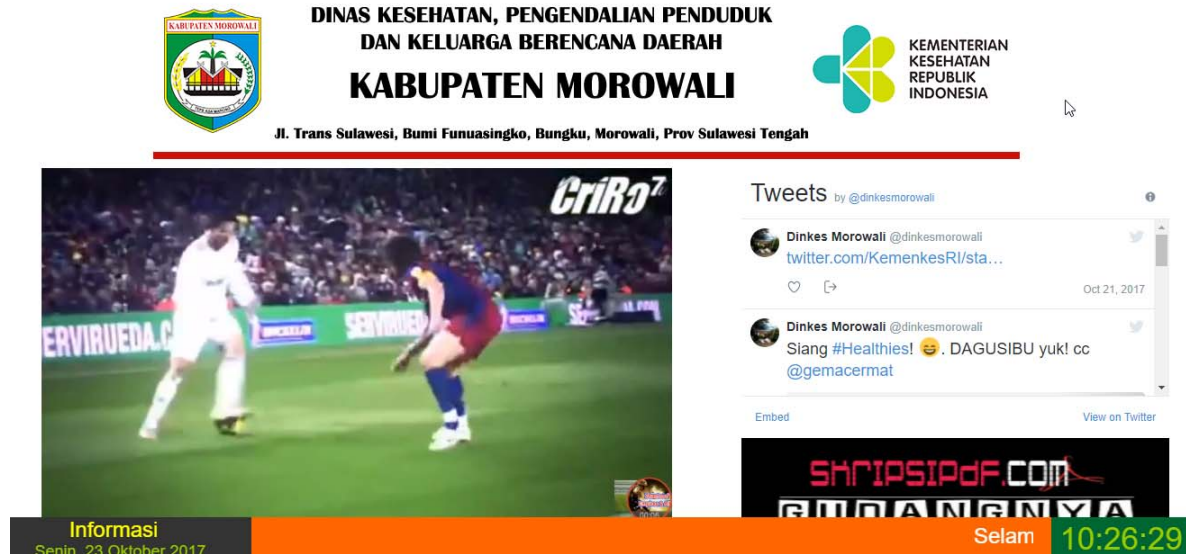 KABUPATEN MOROWALI
DINAS KESEHATAN, PENGENDALIAN PENDUDUK
DAN KELUARGA BERENCANA DAERAH
KABUPATEN MOROWALI
Jl. Trans Sulawesi, Bumi Funuasingko, Bungku, Morowali, Prov Sulawesi Tengah
KEMENTERIAN
KESEHATAN
REPUBLIK
INDONESIA
CriRo7
SERVIRUEDA.C
Tweets by @dinkesmorowali
Dinkes Morowali @dinkesmorowali
twitter.com/KemenkesRI/sta…
Oct 21, 2017
Dinkes Morowali @dinkesmorowali
Siang #Healthies! 😄. DAGUSIBU yuk! cc
@gemacermat
Embed
View on Twitter
SHRIPSIPdF.COM
GUDANGNYA
Informasi
Senin, 23 Oktober 2017
Selam
10:26:29